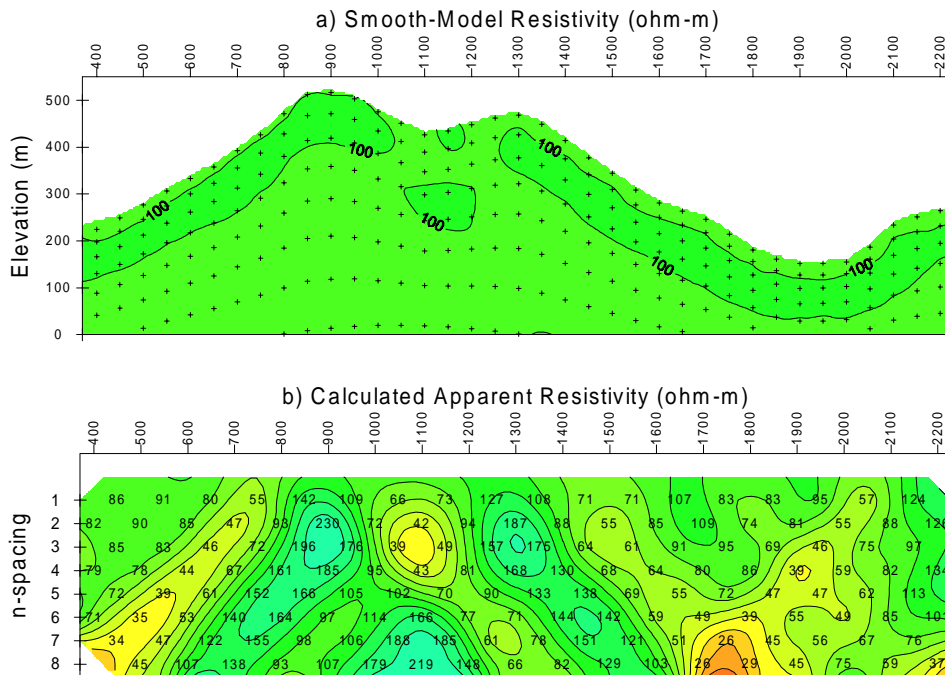 a) Smooth-Model Resistivity (ohm-m)
-400 -500 -600 -700 -800 -900 -1000 -1100 -1200 -1300 -1400 -1500 -1600 -1700 -1800 -1900 -2000 -2100 -2200
Elevation (m)
500
400
300
200
100
0
100 100 100 100 100 100
b) Calculated Apparent Resistivity (ohm-m)
-400 -500 -600 -700 -800 -900 -1000 -1100 -1200 -1300 -1400 -1500 -1600 -1700 -1800 -1900 -2000 -2100 -2200
n-spacing
1 86 91 80 55 142 109 66 73 127 108 71 71 107 83 83 95 57 124
2 82 90 85 47 93 230 72 42 94 187 88 55 85 109 74 81 55 88
3 85 83 46 72 196 176 39 49 157 175 64 61 91 95 69 46 75 97
4 79 78 44 67 161 185 95 43 81 168 130 68 64 80 86 39 59 82 134
5 72 39 61 152 166 105 102 70 90 133 138 69 55 72 47 47 62 113
6 71 35 53 140 164 97 114 166 77 71 144 142 59 49 39 55 49 85
7 34 47 122 155 98 106 188 185 61 78 151 121 51 26 45 56 67 76
8 45 107 138 93 107 179 219 148 66 82 129 103 26 29 45 75 59 37